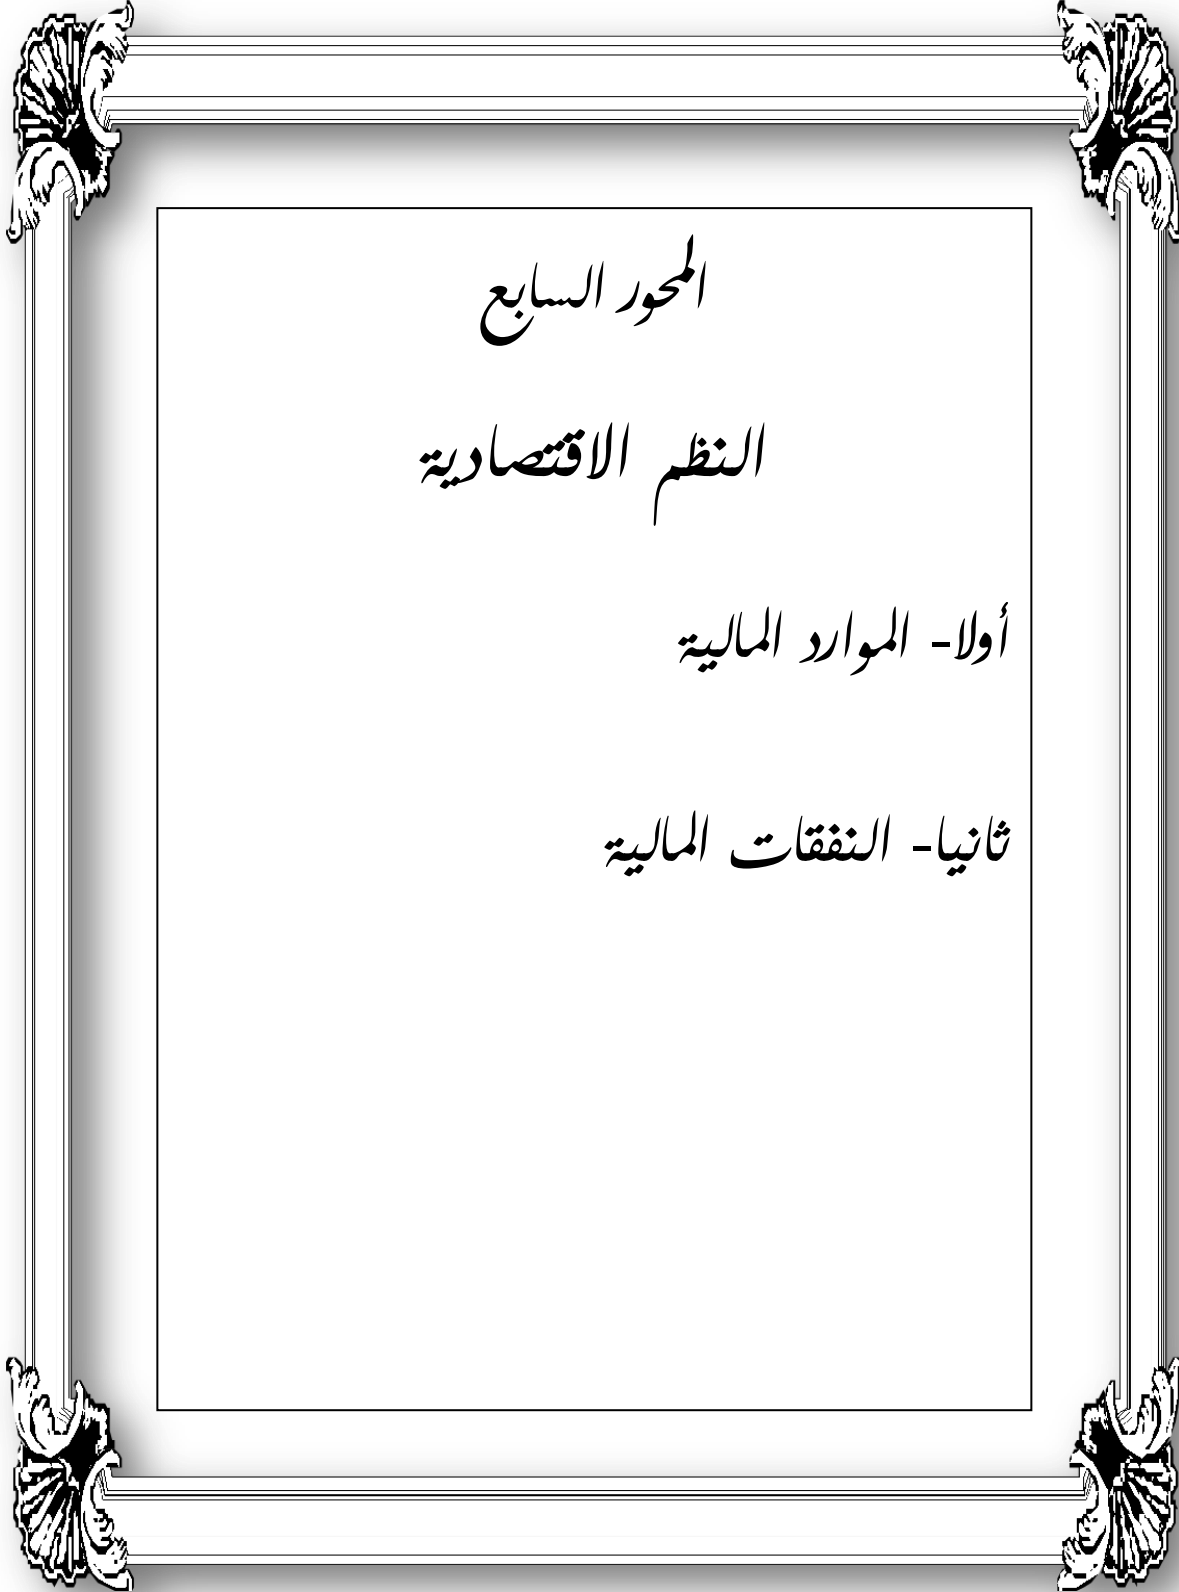 المحور السابع
النظم الاقتصادية
أولا- الموارد المالية
ثانيا- النفقات المالية